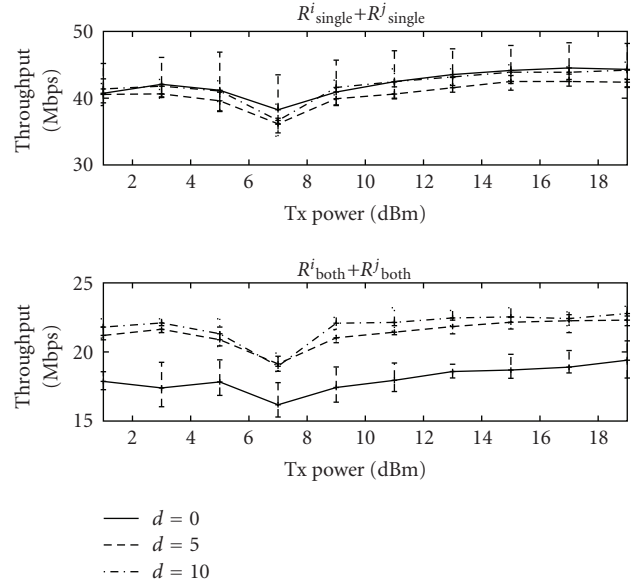 R^i_single + R^j_single
50
40
30
Throughput
(Mbps)
2 4 6 8 10 12 14 16 18
Tx power (dBm)
R^i_both + R^j_both
25
20
15
Throughput
(Mbps)
2 4 6 8 10 12 14 16 18
Tx power (dBm)
d = 0
d = 5
d = 10